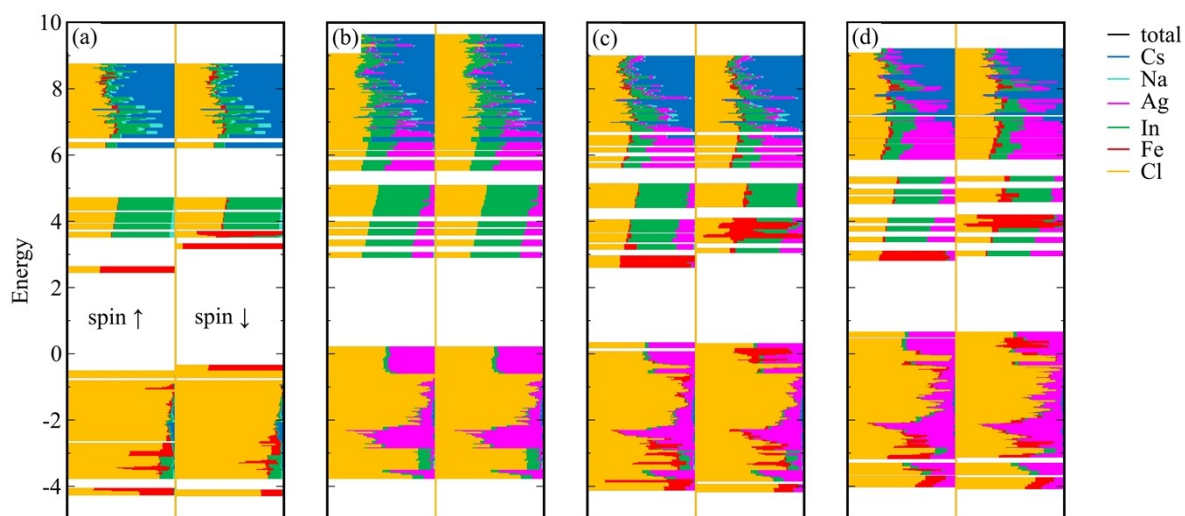 10
8
6
4
2
0
-2
-4
Energy
(a)
(b)
(c)
(d)
spin ↑
spin ↓
total
Cs
Na
Ag
In
Fe
Cl